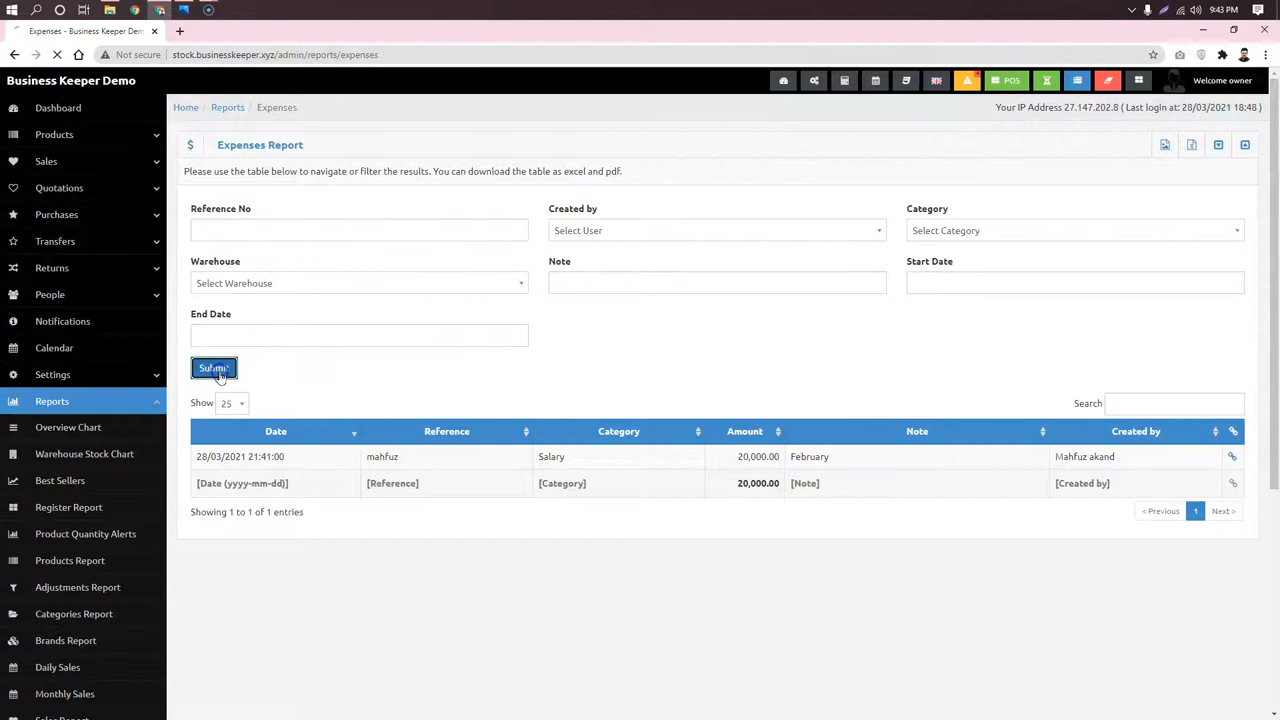 9:43 PM
Expenses - Business Keeper Dem
Not secure stock.businesskeeper.xyz/admin/reports/expenses
Business Keeper Demo
POS
Welcome owner
Home / Reports / Expenses
Your IP Address 27.147.202.8 ( Last login at: 28/03/2021 18:48 )
Dashboard
Products
Sales
Quotations
Purchases
Transfers
Returns
People
Notifications
Calendar
Settings
Reports
Overview Chart
Warehouse Stock Chart
Best Sellers
Register Report
Product Quantity Alerts
Products Report
Adjustments Report
Categories Report
Brands Report
Daily Sales
Monthly Sales
$ Expenses Report
Please use the table below to navigate or filter the results. You can download the table as excel and pdf.
Reference No Created by Category
Select User Select Category
Warehouse Note Start Date
Select Warehouse
End Date
Submit
Show 25 Search
Date Reference Category Amount Note Created by
28/03/2021 21:41:00 mahfuz Salary 20,000.00 February Mahfuz akand
[Date (yyyy-mm-dd)] [Reference] [Category] 20,000.00 [Note] [Created by]
Showing 1 to 1 of 1 entries
< Previous 1 Next >